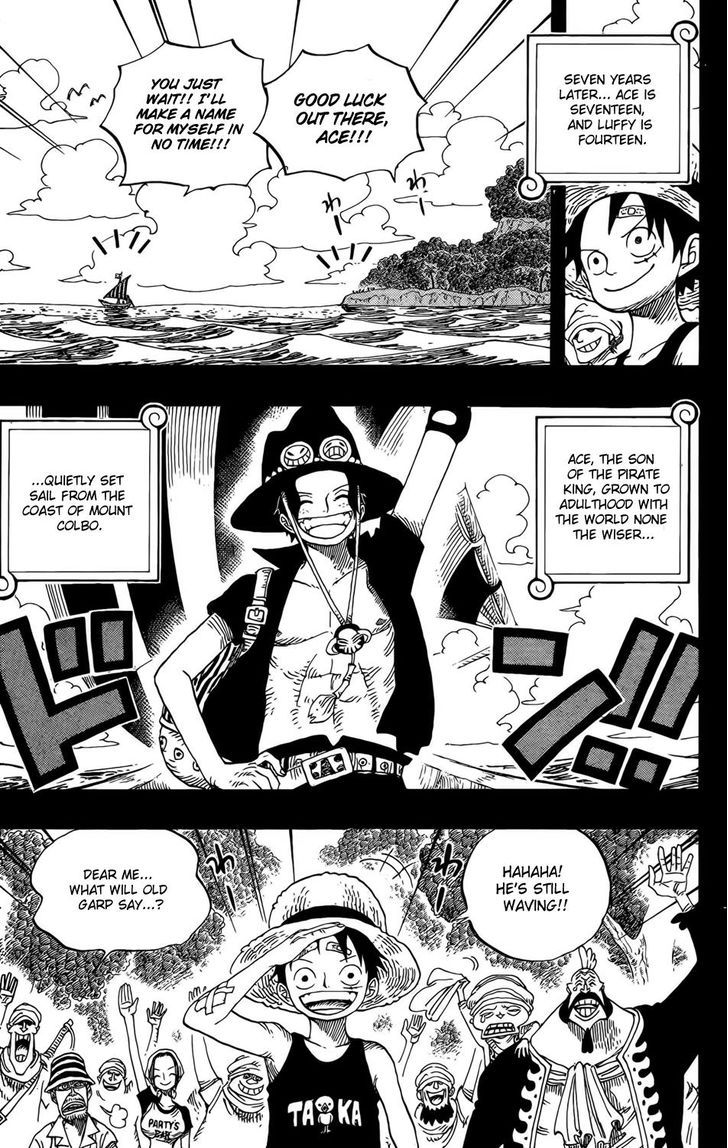 SEVEN YEARS
LATER... ACE IS
SEVENTEEN,
AND LUFFY IS
FOURTEEN.
GOOD LUCK
OUT THERE,
ACE!!!
YOU JUST
WAIT!! I'LL
MAKE A NAME
FOR MYSELF IN
NO TIME!!!
ACE, THE SON
OF THE PIRATE
KING, GROWN TO
ADULTHOOD WITH
THE WORLD NONE
THE WISER...
...QUIETLY SET
SAIL FROM THE
COAST OF MOUNT
COLBO.
ドン!!
HAHAHA!
HE'S STILL
WAVING!!
DEAR ME...
WHAT WILL OLD
GARP SAY...?
TA KA
PARTY'S
BAR